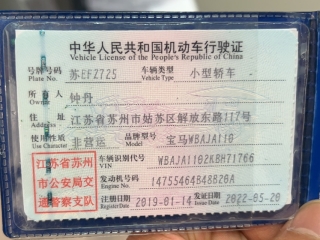 中华人民共和国机动车行驶证
Vehicle License of the People's Republic of China
号牌号码 苏EFZ725 车辆类型 小型轿车
Plate No. Vehicle Type
所有人 钟丹
Owner
住址 江苏省苏州市姑苏区解放东路117号
Address
使用性质 非营运 品牌型号 宝马WBAJA110
Use Character Model
江苏省苏州 车辆识别代号 WBAJA1102KBH71766
VIN
市公安局交 发动机号码 14755464B48B20A
Engine No.
通警察支队 注册日期 2019-01-14 发证日期 2022-05-20
Register Date Issue Date